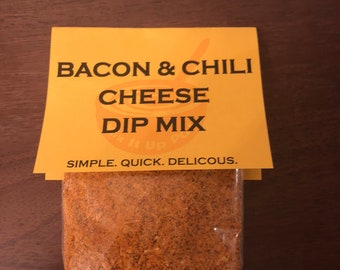 BACON & CHILI
CHEESE
DIP MIX
SIMPLE. QUICK. DELICOUS.